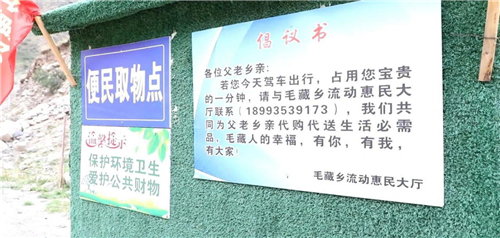 便民取物点
温馨提示
保护环境卫生
爱护公共财物
倡议书
各位父老乡亲：
若您今天驾车出行，占用您宝贵
的一分钟，请与毛藏乡流动惠民大
厅联系（18993539173），我们共
同为父老乡亲代购代送生活必需
品，毛藏人的幸福，有你，有我，
有大家！
毛藏乡流动惠民大厅